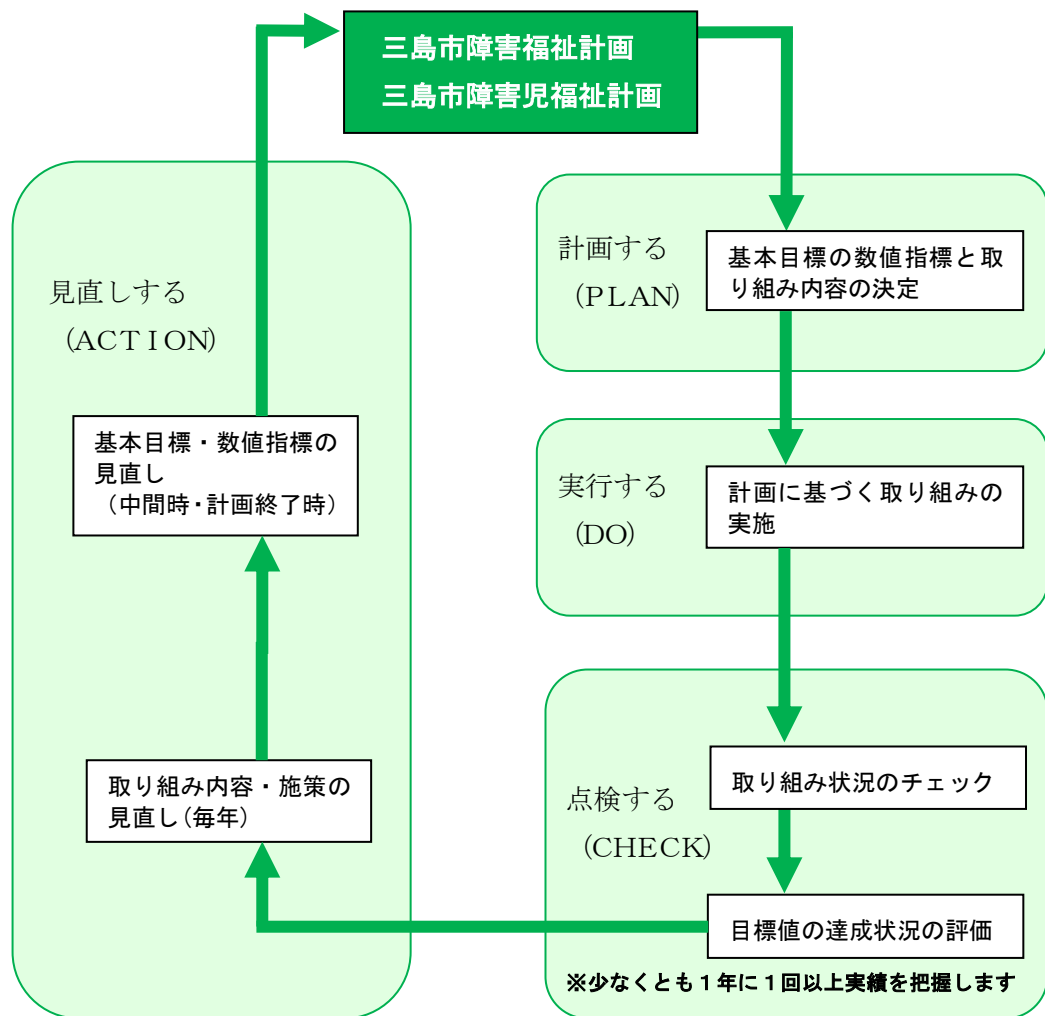 三島市障害福祉計画
三島市障害児福祉計画
計画する
(PLAN)
基本目標の数値指標と取
り組み内容の決定
実行する
(DO)
計画に基づく取り組みの
実施
点検する
(CHECK)
取り組み状況のチェック
目標値の達成状況の評価
※少なくとも1年に1回以上実績を把握します
見直しする
(ACTION)
基本目標・数値指標の
見直し
(中間時・計画終了時)
取り組み内容・施策の
見直し(毎年)